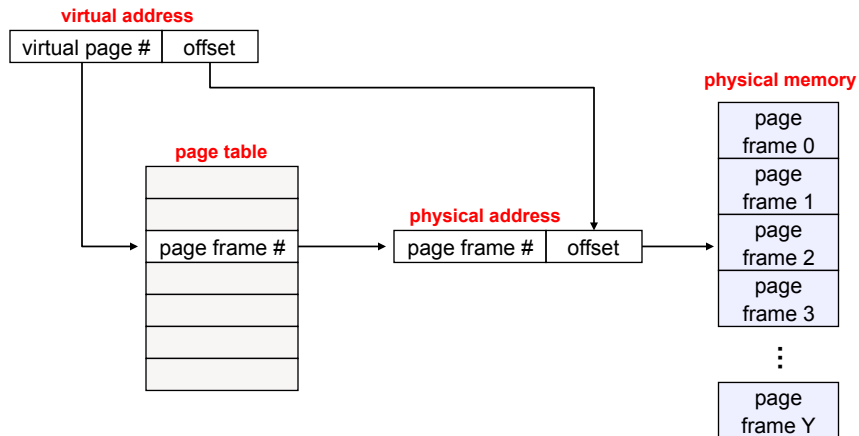 virtual address
virtual page # offset
physical memory
page
frame 0
page table
page
frame 1
physical address
page
frame 2
page frame # page frame # offset
page
frame 3
⋮
page
frame Y